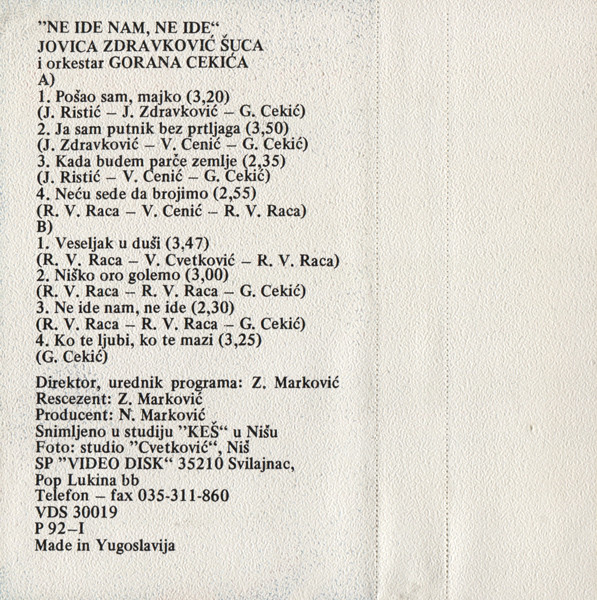 ”NE IDE NAM, NE IDE“
JOVICA ZDRAVKOVIĆ ŠUCA
i orkestar GORANA CEKIĆA
A)
1. Pošao sam, majko (3,20)
(J. Ristić – J. Zdravković – G. Cekić)
2. Ja sam putnik bez prtljaga (3,50)
(J. Zdravković – V. Cenić – G. Cekić)
3. Kada budem parče zemlje (2,35)
(J. Ristić – V. Cenić – G. Cekić)
4. Neću sede da brojimo (2,55)
(R. V. Raca – V. Cenić – R. V. Raca)
B)
1. Veseljak u duši (3,47)
(R. V. Raca – V. Cvetković – R. V. Raca)
2. Niško oro golemo (3,00)
(R. V. Raca – R. V. Raca – G. Cekić)
3. Ne ide nam, ne ide (2,30)
(R. V. Raca – R. V. Raca – G. Cekić)
4. Ko te ljubi, ko te mazi (3,25)
(G. Cekić)
Direktor, urednik programa: Z. Marković
Rescezent: Z. Marković
Producent: N. Marković
Snimljeno u studiju ”KEŠ“ u Nišu
Foto: studio ”Cvetković“, Niš
SP ”VIDEO DISK“ 35210 Svilajnac,
Pop Lukina bb
Telefon – fax 035-311-860
VDS 30019
P 92–I
Made in Yugoslavija